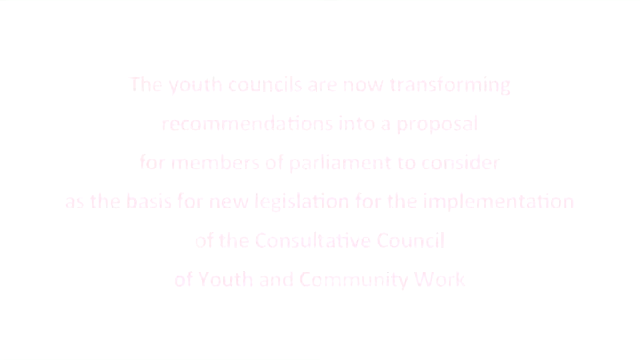 The youth councils are now transforming
recommendations into a proposal
for members of parliament to consider
as the basis for new legislation for the implementation
of the Consultative Council
of Youth and Community Work